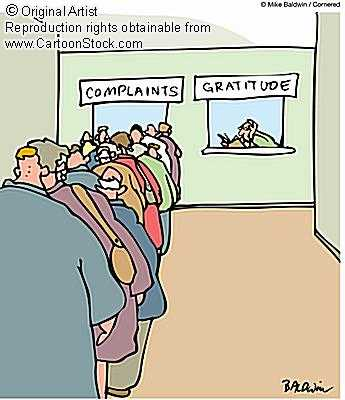 © Mike Baldwin / Cornered
© Original Artist
Reproduction rights obtainable from
www.CartoonStock.com
COMPLAINTS
GRATITUDE
BALDWIN